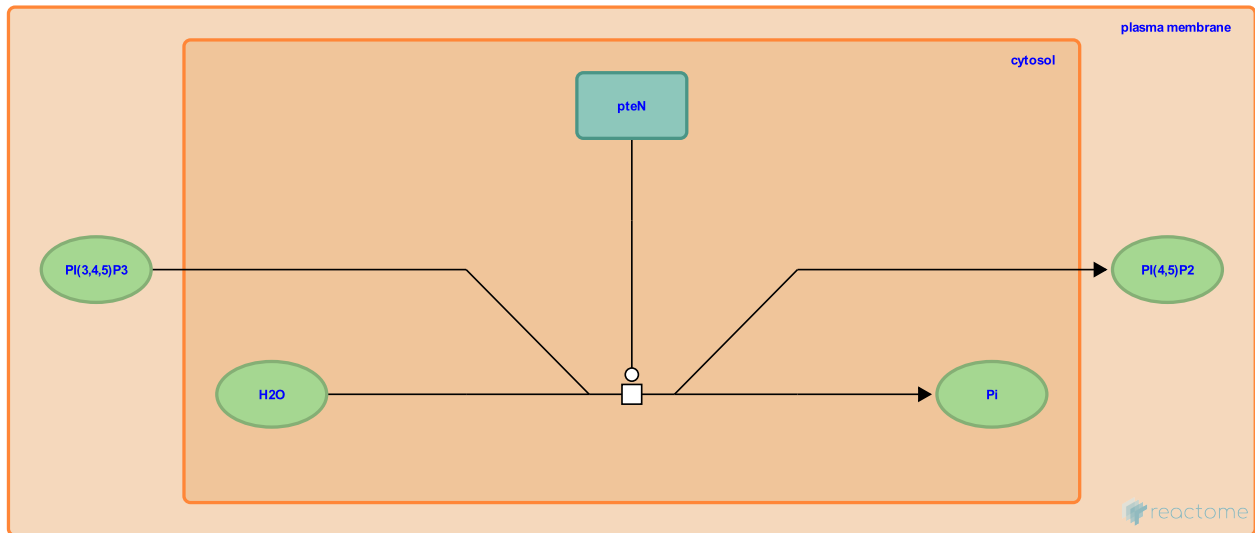 plasma membrane
cytosol
pteN
PI(3,4,5)P3
PI(4,5)P2
H2O
Pi
reactome